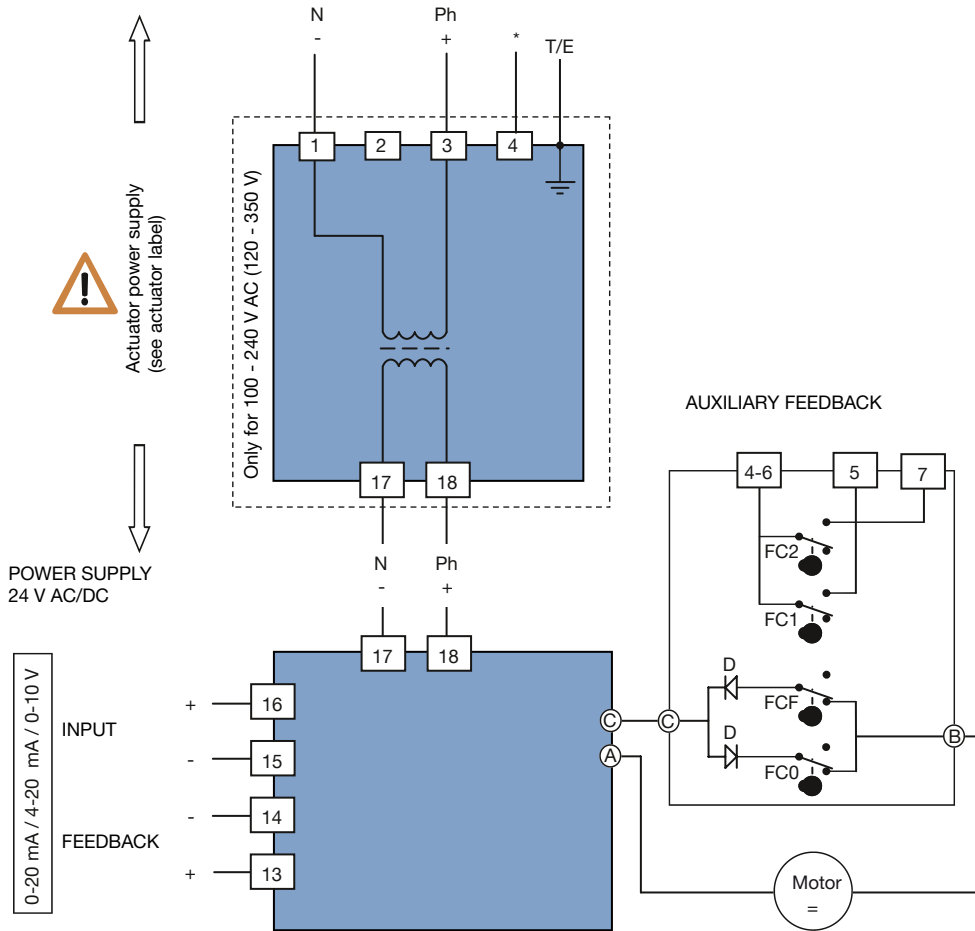 N
Ph
-
+
*
T/E
1
2
3
4
Actuator power supply
(see actuator label)
!
Only for 100 - 240 V AC (120 - 350 V)
17
18
N
Ph
-
+
POWER SUPPLY
24 V AC/DC
17
18
0-20 mA / 4-20 mA / 0-10 V
+
16
INPUT
-
15
-
14
FEEDBACK
+
13
C
A
AUXILIARY FEEDBACK
4-6
5
7
FC2
FC1
D
FCF
C
D
FC0
B
Motor
=